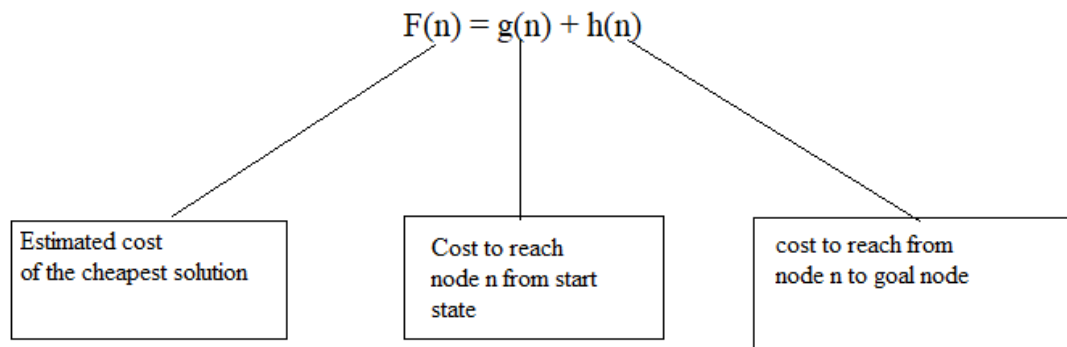 F(n) = g(n) + h(n)
Estimated cost
of the cheapest solution
Cost to reach
node n from start
state
cost to reach from
node n to goal node